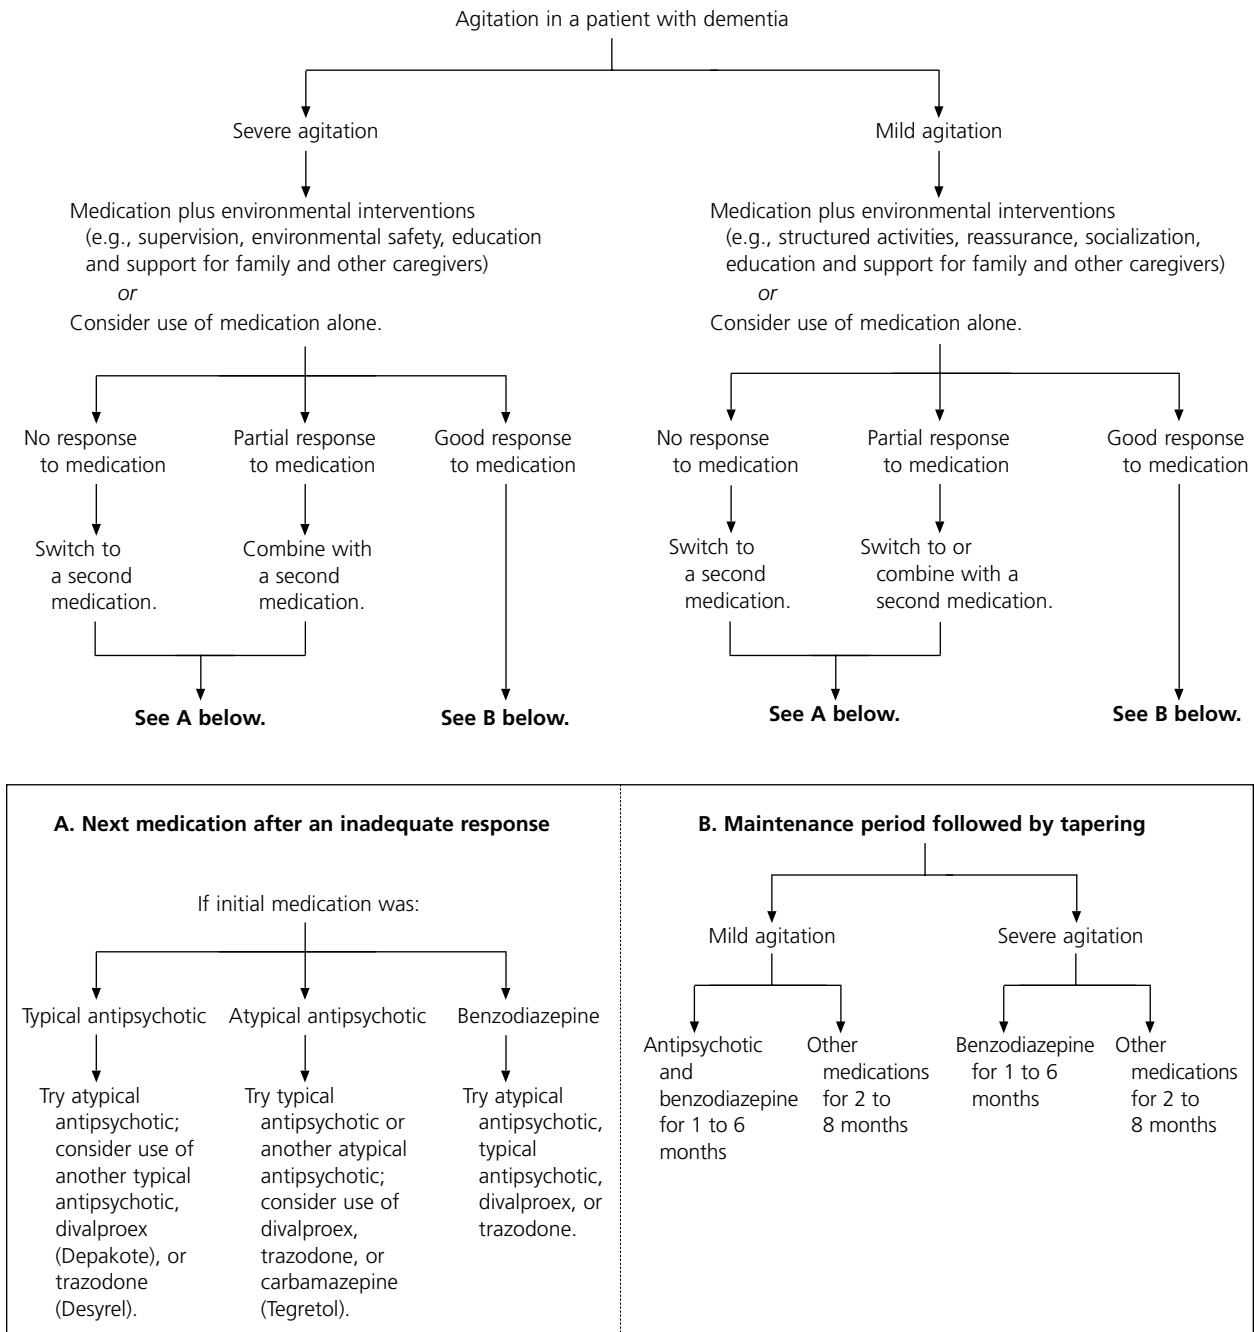 Agitation in a patient with dementia
Severe agitation
Mild agitation
Medication plus environmental interventions
(e.g., supervision, environmental safety, education
and support for family and other caregivers)
or
Consider use of medication alone.
Medication plus environmental interventions
(e.g., structured activities, reassurance, socialization,
education and support for family and other caregivers)
or
Consider use of medication alone.
No response
to medication
Partial response
to medication
Good response
to medication
No response
to medication
Partial response
to medication
Good response
to medication
Switch to
a second
medication.
Combine with
a second
medication.
Switch to
a second
medication.
Switch to or
combine with a
second medication.
See A below.
See B below.
See A below.
See B below.
A. Next medication after an inadequate response
If initial medication was:
Typical antipsychotic
Atypical antipsychotic
Benzodiazepine
Try atypical
antipsychotic;
consider use of
another typical
antipsychotic,
divalproex
(Depakote), or
trazodone
(Desyrel).
Try typical
antipsychotic or
another atypical
antipsychotic;
consider use of
divalproex,
trazodone, or
carbamazepine
(Tegretol).
Try atypical
antipsychotic,
typical
antipsychotic,
divalproex, or
trazodone.
B. Maintenance period followed by tapering
Mild agitation
Severe agitation
Antipsychotic
and
benzodiazepine
for 1 to 6
months
Other
medications
for 2 to
8 months
Benzodiazepine
for 1 to 6
months
Other
medications
for 2 to
8 months